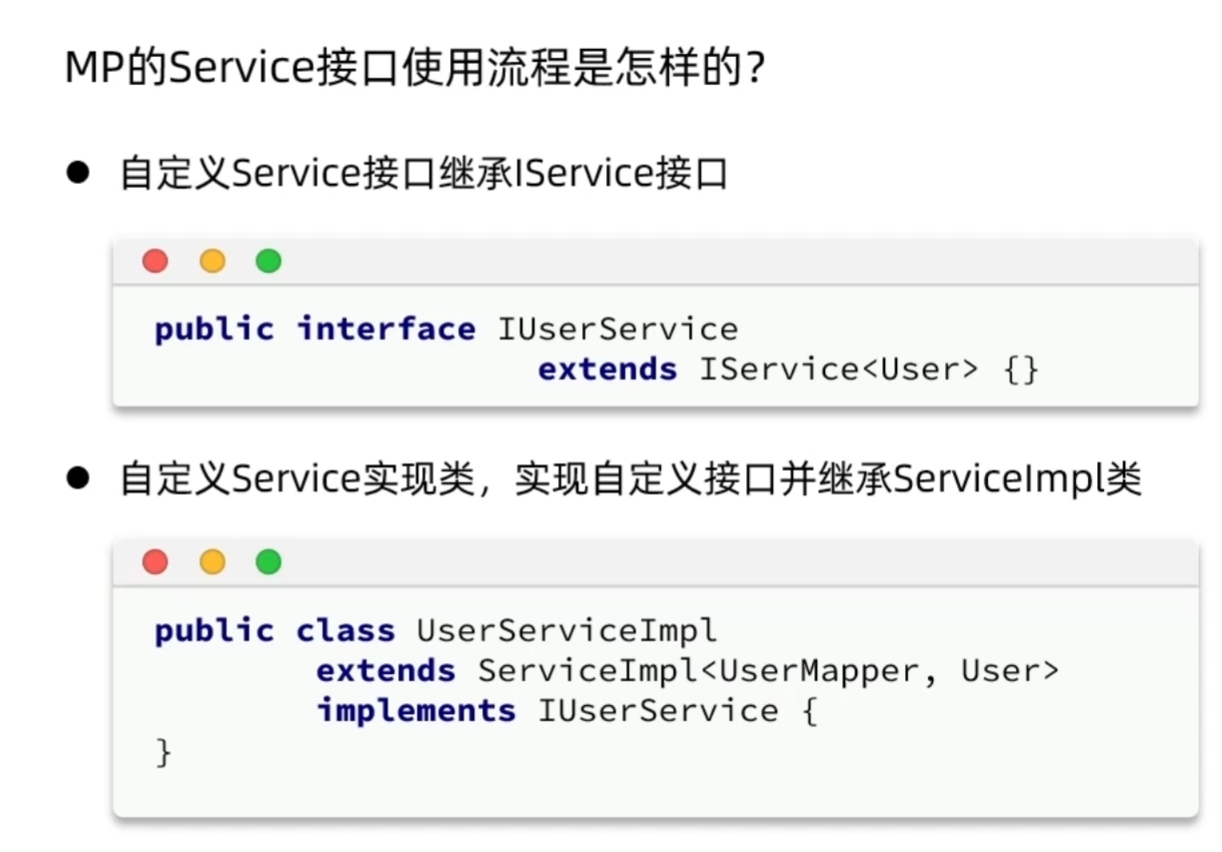 MP的Service接口使用流程是怎样的？
● 自定义Service接口继承IService接口
public interface IUserService
extends IService<User> {}
● 自定义Service实现类，实现自定义接口并继承ServiceImpl类
public class UserServiceImpl
extends ServiceImpl<UserMapper, User>
implements IUserService {
}